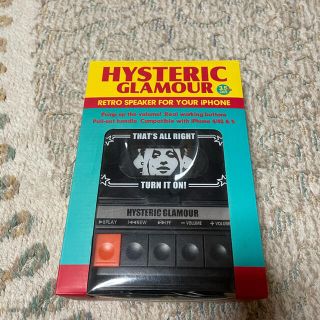 HYSTERIC
GLAMOUR
RETRO SPEAKER FOR YOUR iPHONE
Pump up the volume! Real working buttons
Pull-out handle. Compatible with iPhone 4/4S & 5
THAT'S ALL RIGHT
TURN IT ON!
HYSTERIC GLAMOUR
PLAY
REW
F/F
− VOLUME
+ VOLUME